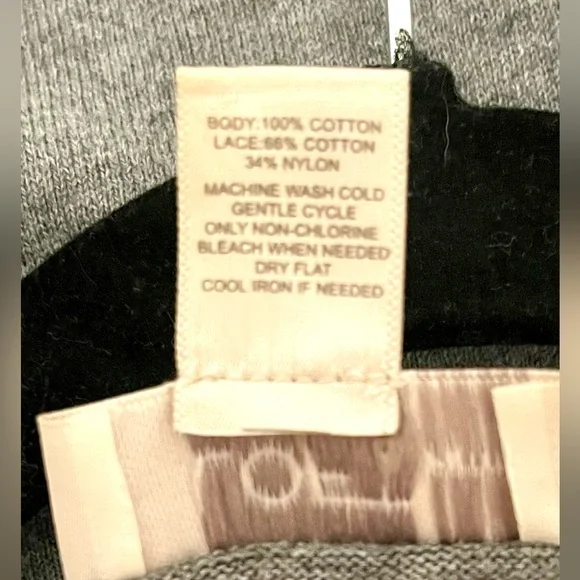 BODY:100% COTTON
LACE:66% COTTON
34% NYLON
MACHINE WASH COLD
GENTLE CYCLE
ONLY NON-CHLORINE
BLEACH WHEN NEEDED
DRY FLAT
COOL IRON IF NEEDED